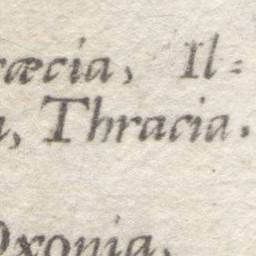 ræcia, Il-
a, Thracia.
Oxonia,